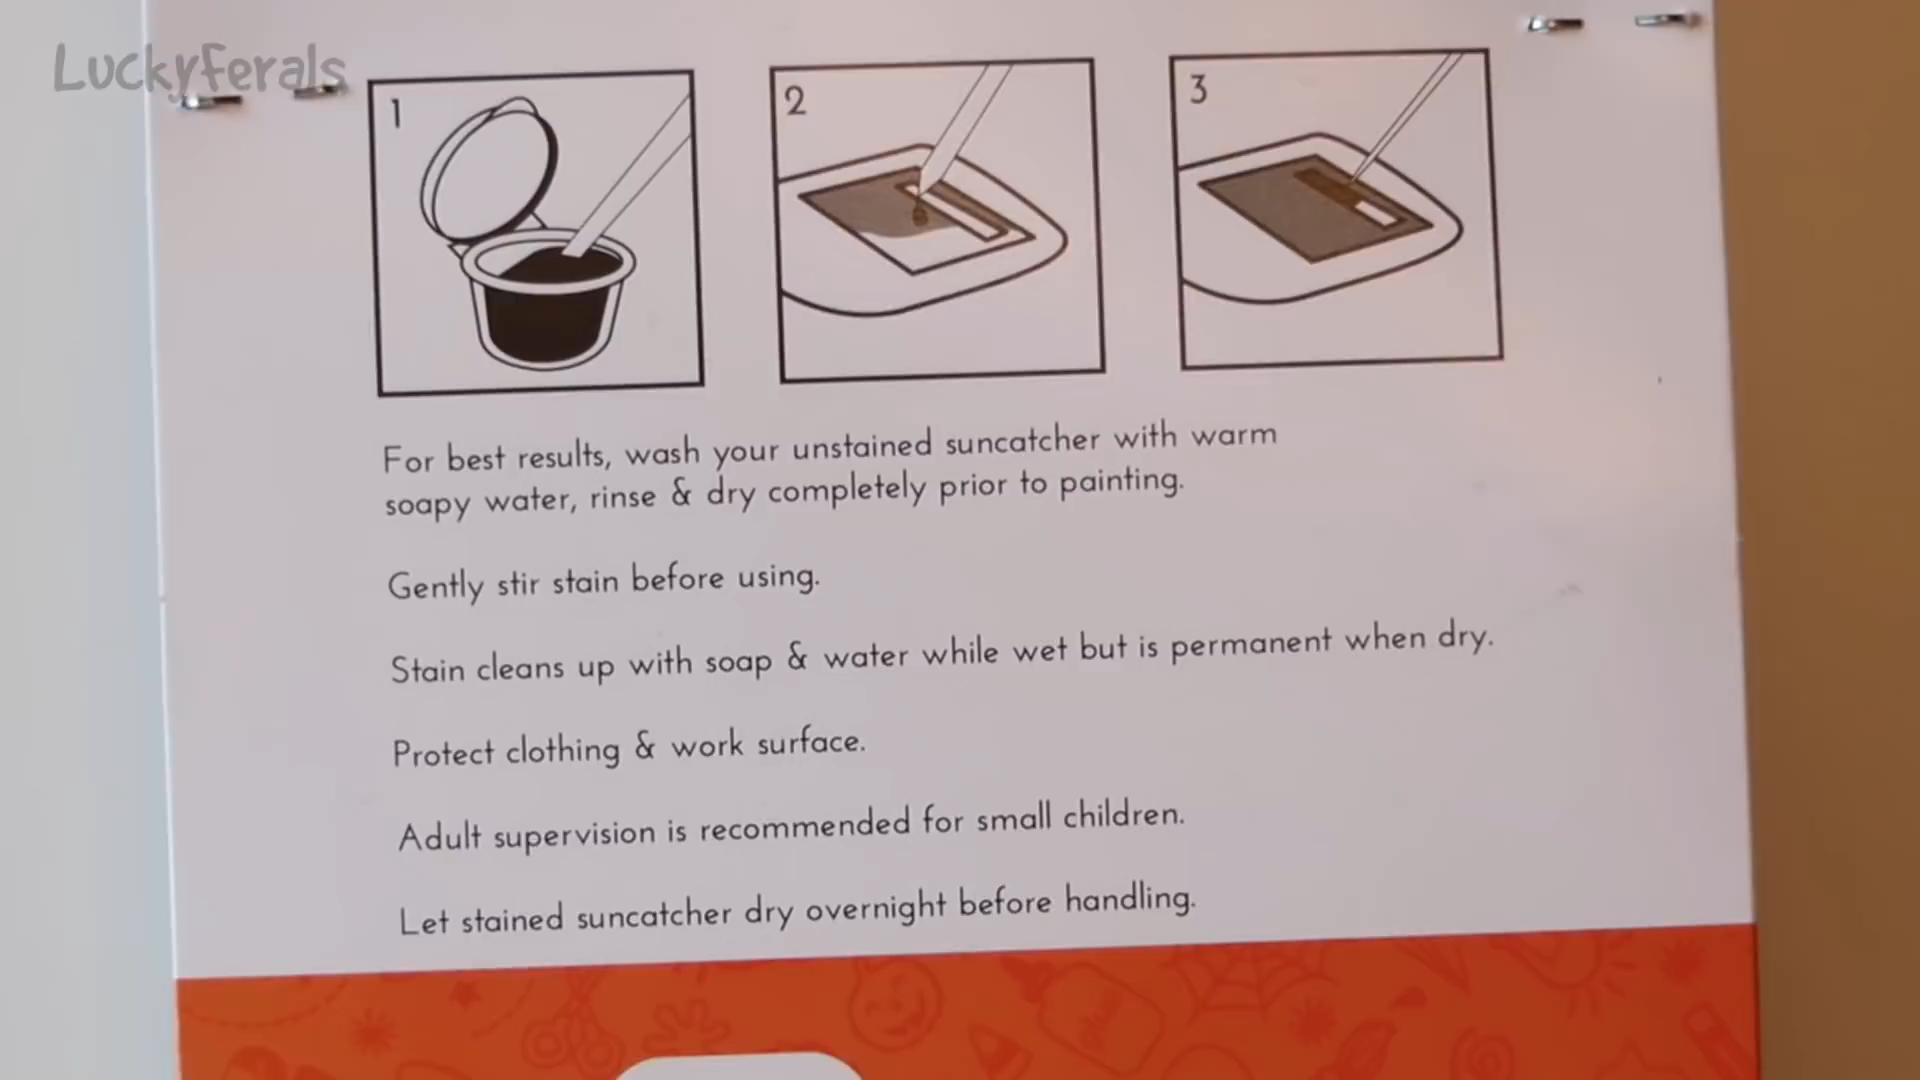 LuckyFerals
1
2
3
For best results, wash your unstained suncatcher with warm
soapy water, rinse & dry completely prior to painting.
Gently stir stain before using.
Stain cleans up with soap & water while wet but is permanent when dry.
Protect clothing & work surface.
Adult supervision is recommended for small children.
Let stained suncatcher dry overnight before handling.